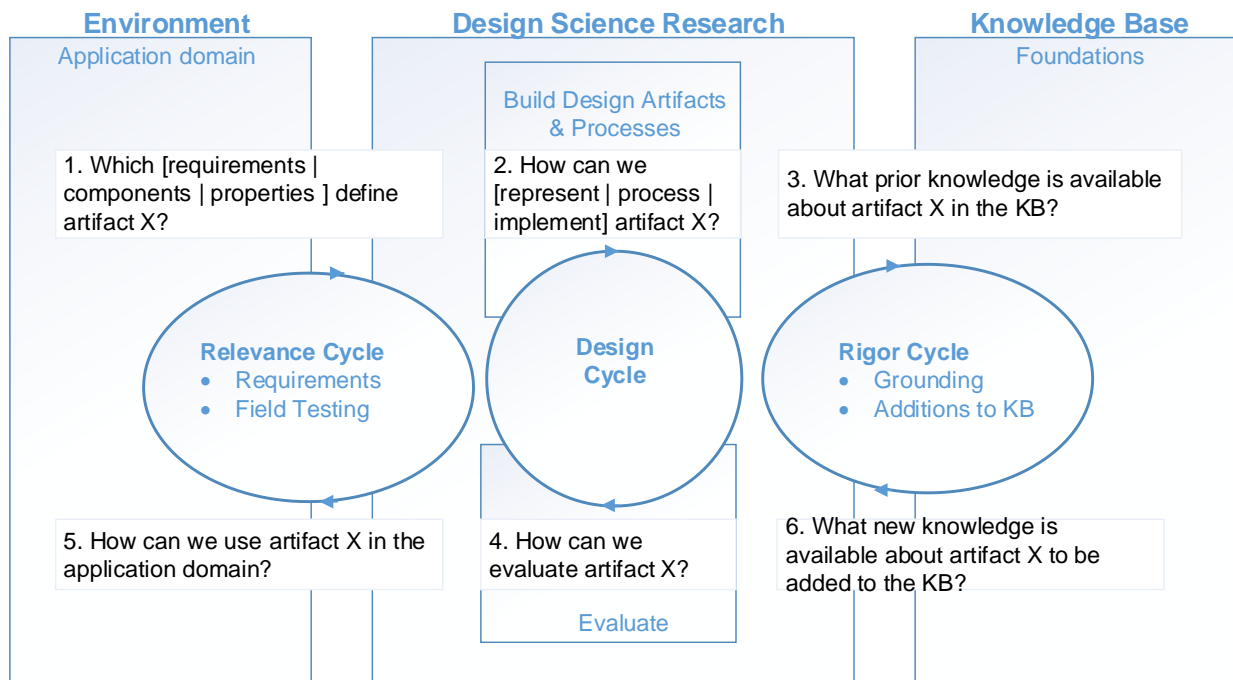 Environment
Design Science Research
Knowledge Base
Application domain
Foundations
Build Design Artifacts
& Processes
1. Which [requirements |
components | properties ] define
artifact X?
2. How can we
[represent | process |
implement] artifact X?
3. What prior knowledge is available
about artifact X in the KB?
Relevance Cycle
• Requirements
• Field Testing
Design
Cycle
Rigor Cycle
• Grounding
• Additions to KB
5. How can we use artifact X in the
application domain?
4. How can we
evaluate artifact X?
6. What new knowledge is
available about artifact X to be
added to the KB?
Evaluate